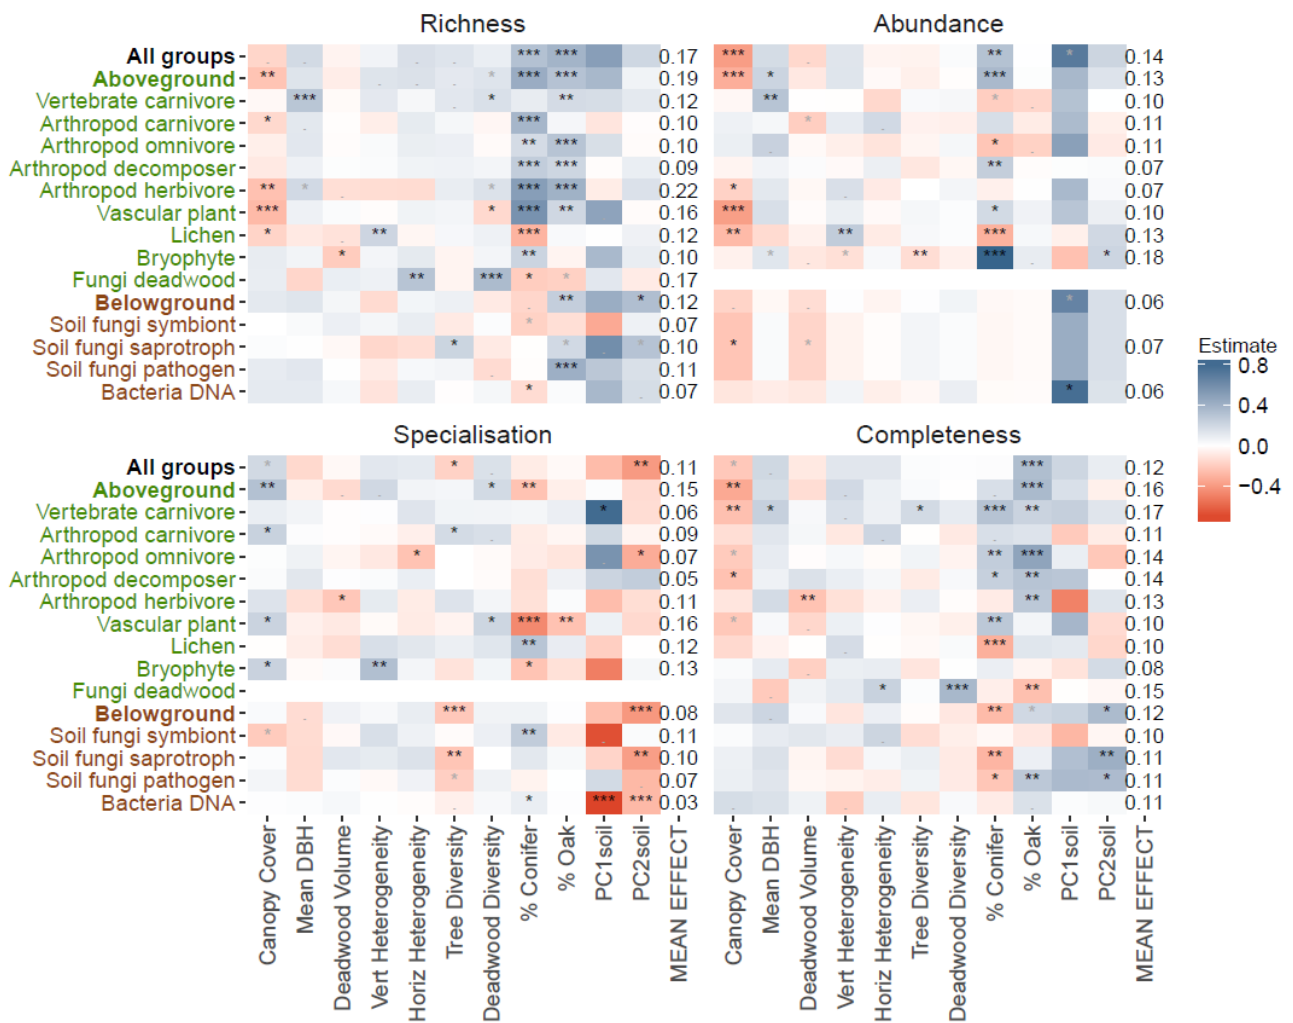 Richness Abundance
All groups *** *** 0.17 *** ** * 0.14
Aboveground ** * *** *** 0.19 *** * *** 0.13
Vertebrate carnivore *** * ** 0.12 ** * 0.10
Arthropod carnivore * *** 0.10 * 0.11
Arthropod omnivore ** *** 0.10 * 0.11
Arthropod decomposer *** *** 0.09 ** 0.07
Arthropod herbivore ** * * *** *** 0.22 * 0.07
Vascular plant *** * *** ** 0.16 *** * 0.10
Lichen * ** *** 0.12 ** ** *** 0.13
Bryophyte * ** 0.10 * * ** *** * 0.18
Fungi deadwood ** *** * * 0.17
Belowground ** * 0.12 * 0.06
Soil fungi symbiont * 0.07
Soil fungi saprotroph * * * 0.10 * * 0.07
Soil fungi pathogen *** 0.11
Bacteria DNA * 0.07 * 0.06
Estimate
0.8
0.4
0.0
−0.4
Specialisation Completeness
All groups * * ** 0.11 * *** 0.12
Aboveground ** * ** 0.15 ** *** 0.16
Vertebrate carnivore * 0.06 ** * * *** ** 0.17
Arthropod carnivore * * 0.09 0.11
Arthropod omnivore * * 0.07 * ** *** 0.14
Arthropod decomposer 0.05 * * ** 0.14
Arthropod herbivore * 0.11 ** ** 0.13
Vascular plant * * *** ** 0.16 * ** 0.10
Lichen ** 0.12 *** 0.10
Bryophyte * ** * 0.13 0.08
Fungi deadwood * *** ** 0.15
Belowground *** *** 0.08 ** * * 0.12
Soil fungi symbiont * ** 0.11 0.10
Soil fungi saprotroph ** ** 0.10 ** ** 0.11
Soil fungi pathogen * 0.07 * ** * 0.11
Bacteria DNA * *** *** 0.03 0.11
Canopy Cover
Mean DBH
Deadwood Volume
Vert Heterogeneity
Horiz Heterogeneity
Tree Diversity
Deadwood Diversity
% Conifer
% Oak
PC1soil
PC2soil
MEAN EFFECT
Canopy Cover
Mean DBH
Deadwood Volume
Vert Heterogeneity
Horiz Heterogeneity
Tree Diversity
Deadwood Diversity
% Conifer
% Oak
PC1soil
PC2soil
MEAN EFFECT